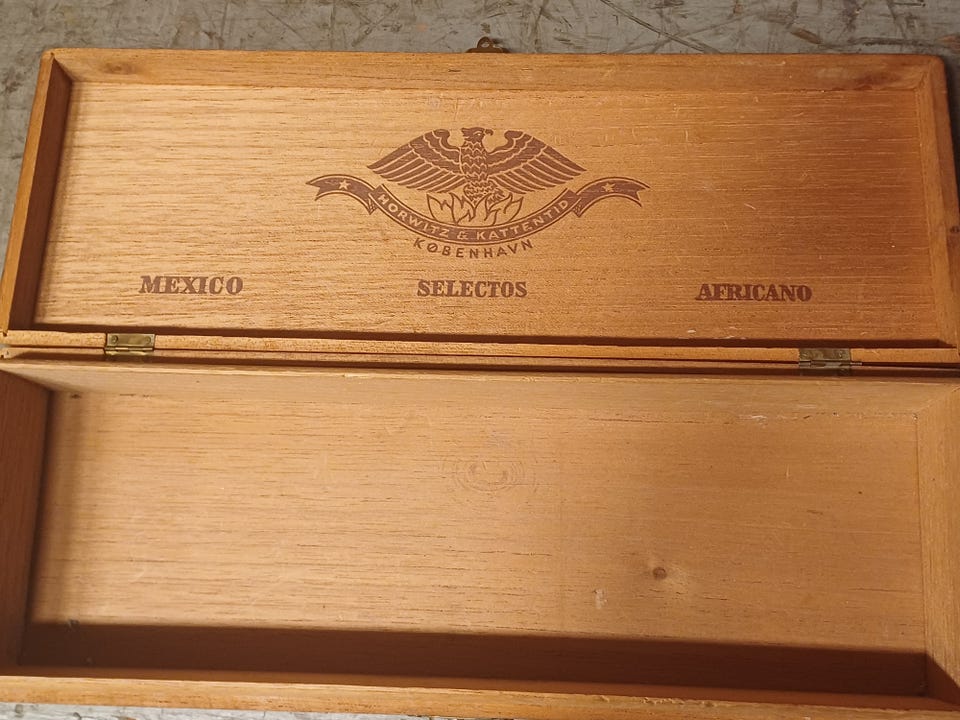 HORWITZ & KATTENTID
KØBENHAVN
MEXICO SELECTOS AFRICANO